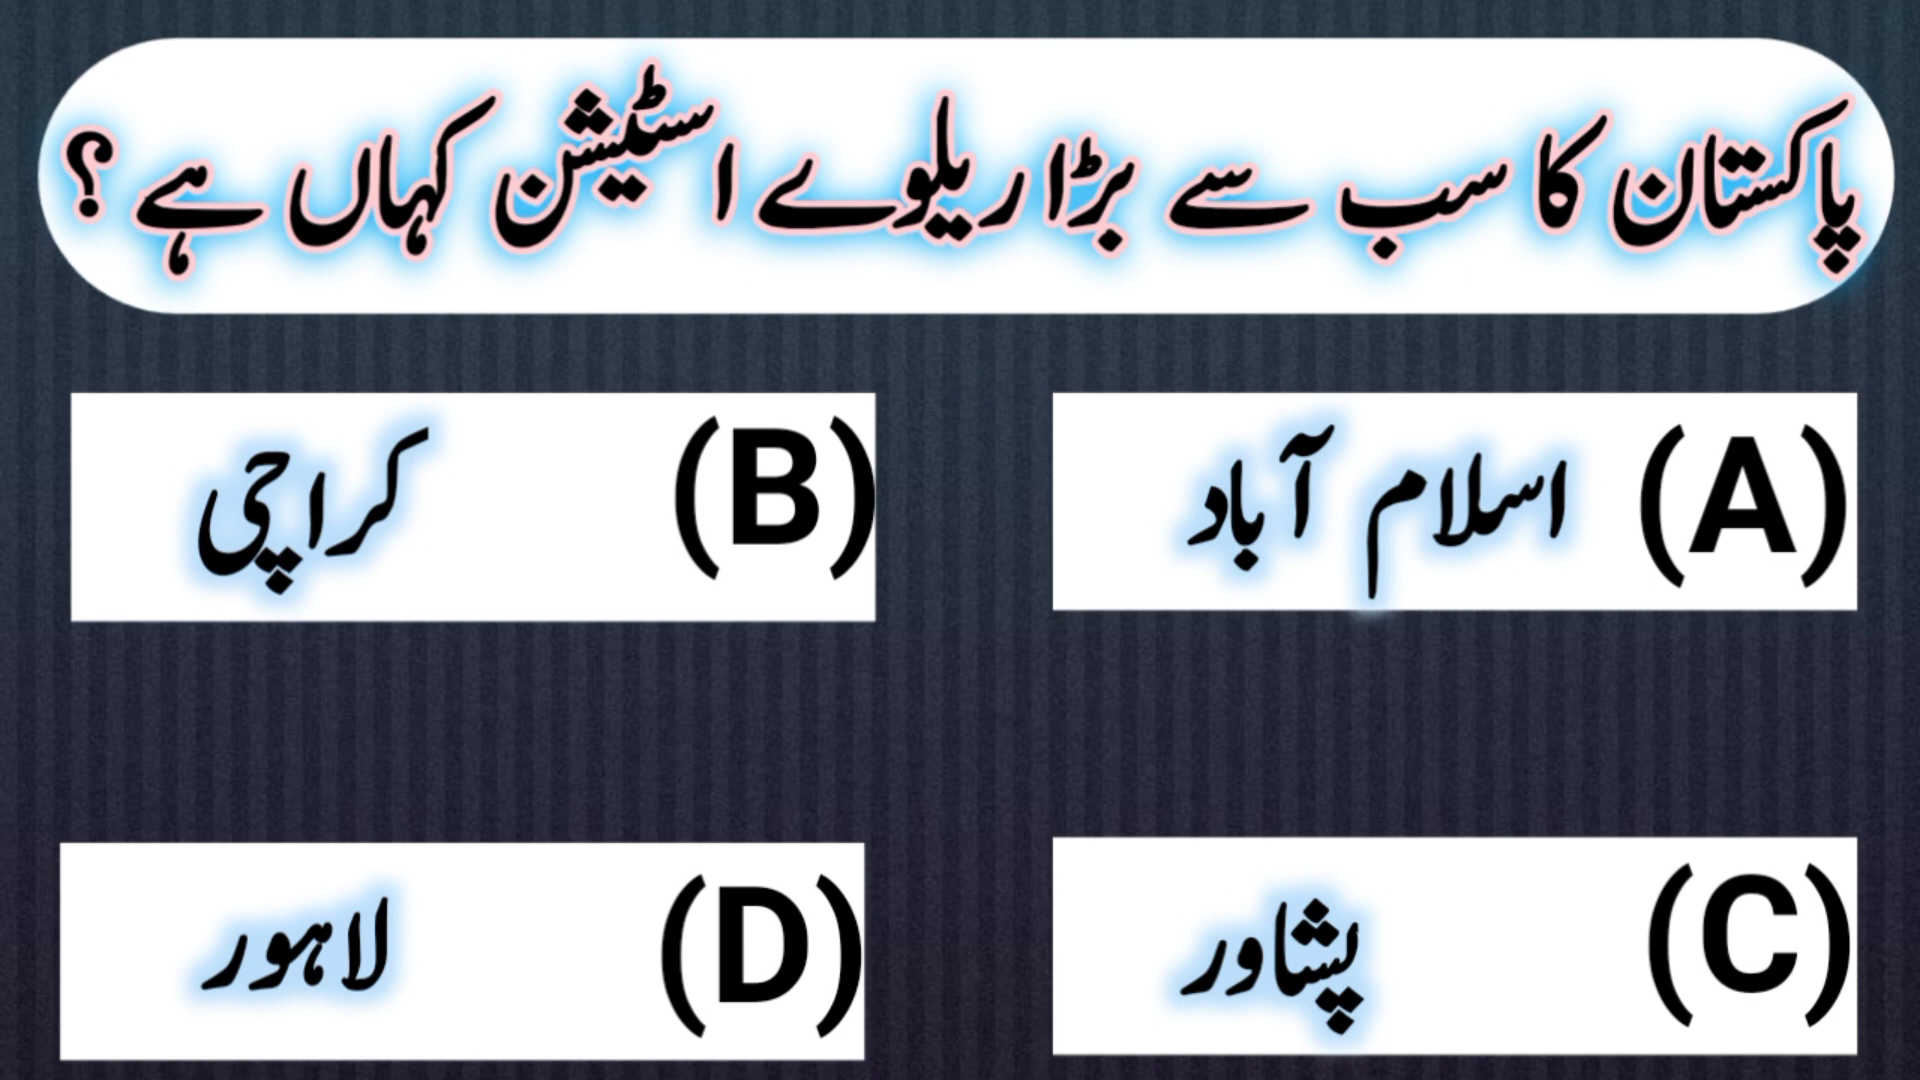 پاکستان کا سب سے بڑا ریلوے اسٹیشن کہاں ہے ؟
(A) اسلام آباد
(B) کراچی
(C) پشاور
(D) لاہور